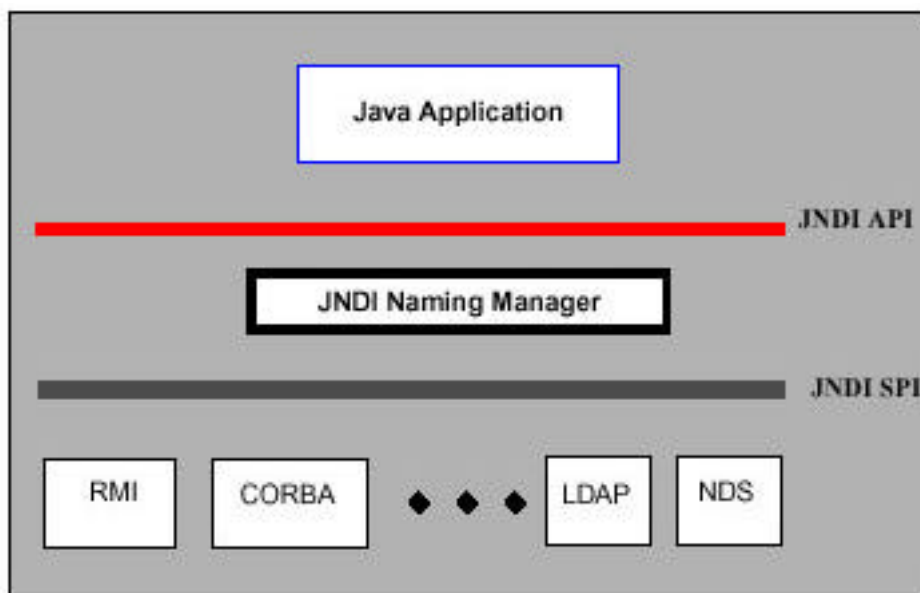 Java Application
JNDI API
JNDI Naming Manager
JNDI SPI
RMI
CORBA
LDAP
NDS